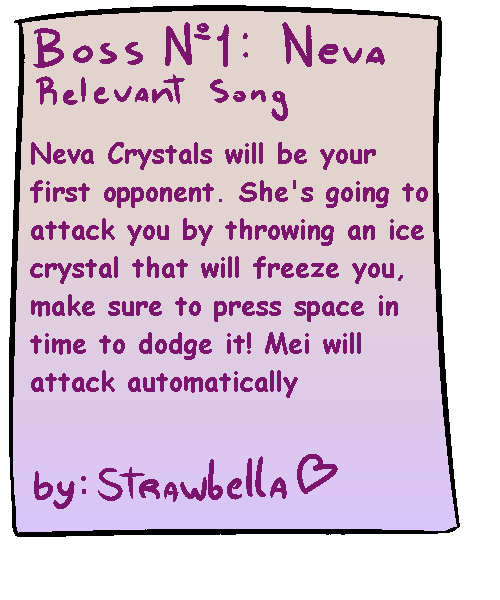 Boss Nº1: Neva
Relevant Song
Neva Crystals will be your
first opponent. She's going to
attack you by throwing an ice
crystal that will freeze you,
make sure to press space in
time to dodge it! Mei will
attack automatically
by: Strawbella